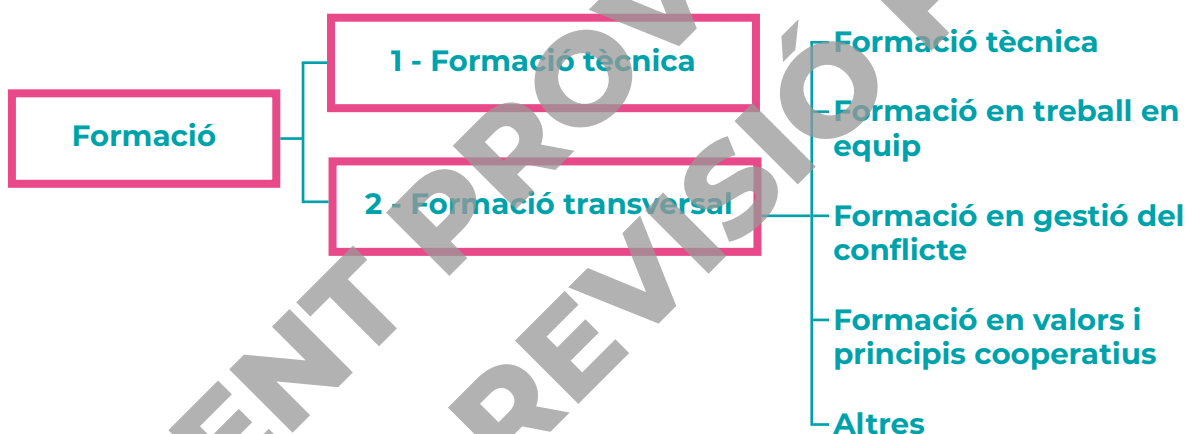 Formació
1 - Formació tècnica
2 - Formació transversal
Formació tècnica
Formació en treball en
equip
Formació en gestió del
conflicte
Formació en valors i
principis cooperatius
Altres